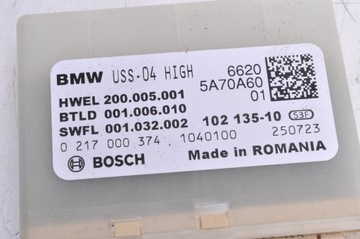 BMW USS-04 HIGH 6620
5A70A60
01
HWEL 200.005.001
BTLD 001.006.010
SWFL 001.032.002 102 135-10 S3F
0 217 000 374 1040100 250723
BOSCH Made in ROMANIA